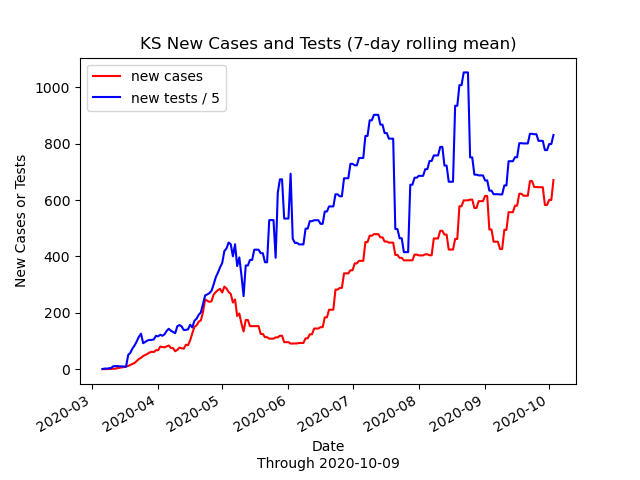 KS New Cases and Tests (7-day rolling mean)
new cases
new tests / 5
New Cases or Tests
1000
800
600
400
200
0
2020-03
2020-04
2020-05
2020-06
2020-07
2020-08
2020-09
2020-10
Date
Through 2020-10-09